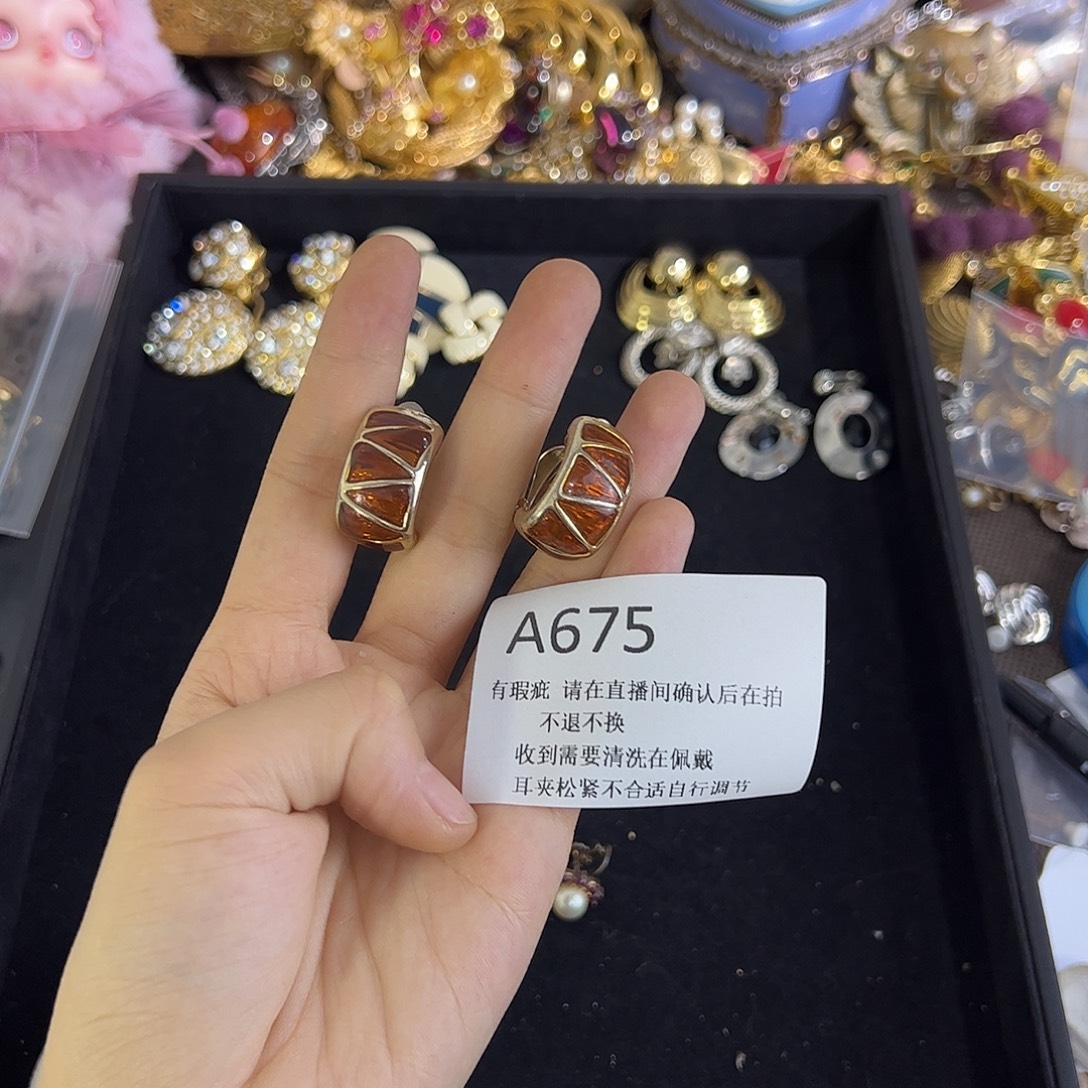 A675
有瑕疵 请在直播间确认后在拍
不退不换
收到需要清洗在佩戴
耳夹松紧不合适自行调节